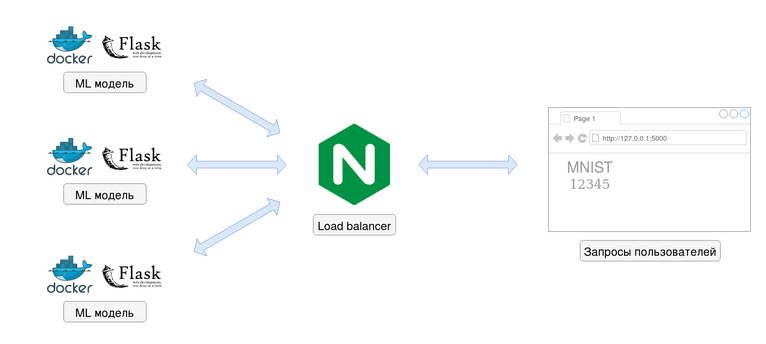 docker
Flask
web development,
one drop at a time
ML модель
docker
Flask
web development,
one drop at a time
ML модель
docker
Flask
web development,
one drop at a time
ML модель
N
Load balancer
Page 1
http://127.0.0.1:5000
MNIST
12345
Запросы пользователей